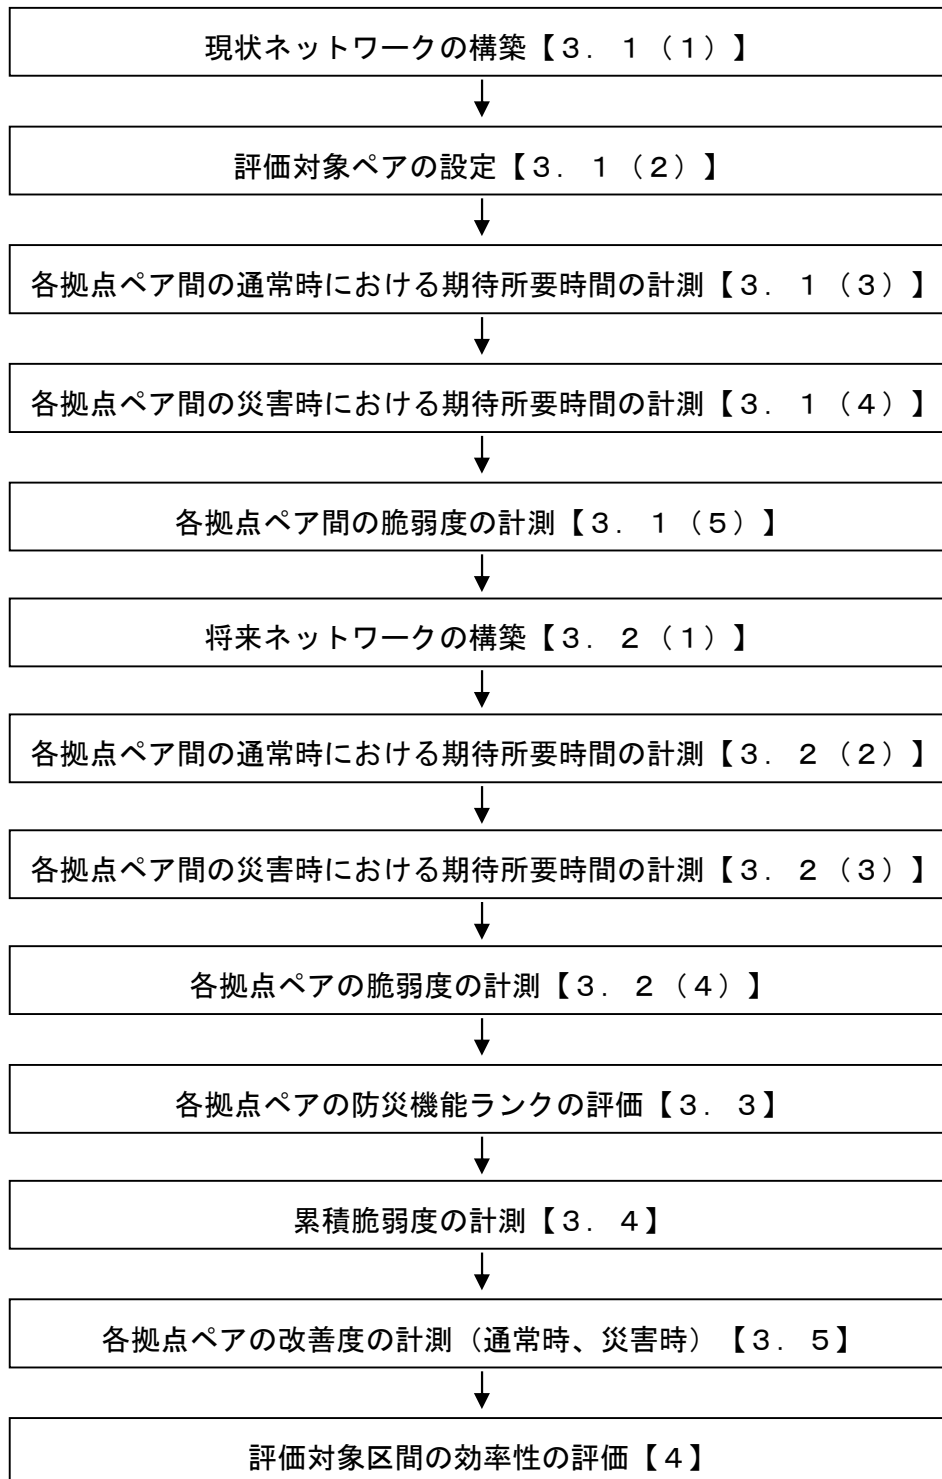 現状ネットワークの構築【３．１（１）】
評価対象ペアの設定【３．１（２）】
各拠点ペア間の通常時における期待所要時間の計測【３．１（３）】
各拠点ペア間の災害時における期待所要時間の計測【３．１（４）】
各拠点ペア間の脆弱度の計測【３．１（５）】
将来ネットワークの構築【３．２（１）】
各拠点ペア間の通常時における期待所要時間の計測【３．２（２）】
各拠点ペア間の災害時における期待所要時間の計測【３．２（３）】
各拠点ペアの脆弱度の計測【３．２（４）】
各拠点ペアの防災機能ランクの評価【３．３】
累積脆弱度の計測【３．４】
各拠点ペアの改善度の計測（通常時、災害時）【３．５】
評価対象区間の効率性の評価【４】